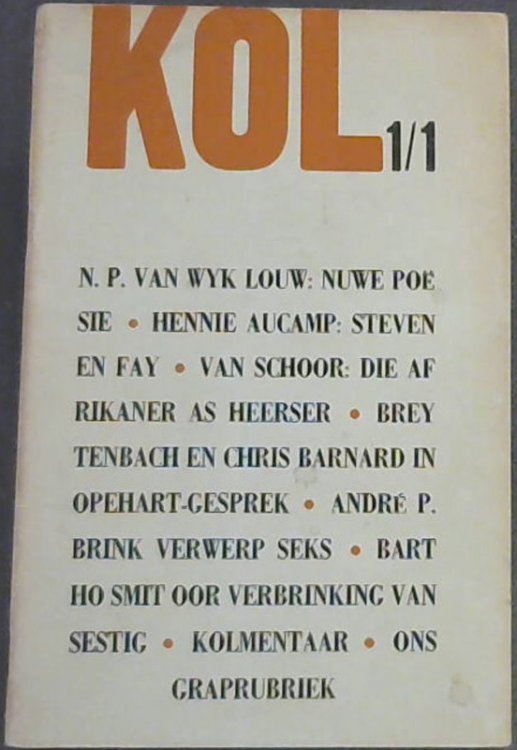 KOL 1/1
N. P. VAN WYK LOUW: NUWE POË
SIE • HENNIE AUCAMP: STEVEN
EN FAY • VAN SCHOOR: DIE AF
RIKANER AS HEERSER • BREY
TENBACH EN CHRIS BARNARD IN
OPEHART-GESPREK • ANDRÉ P.
BRINK VERWERP SEKS • BART
HO SMIT OOR VERBRINKING VAN
SESTIG • KOLMENTAAR • ONS
GRAPRUBRIEK